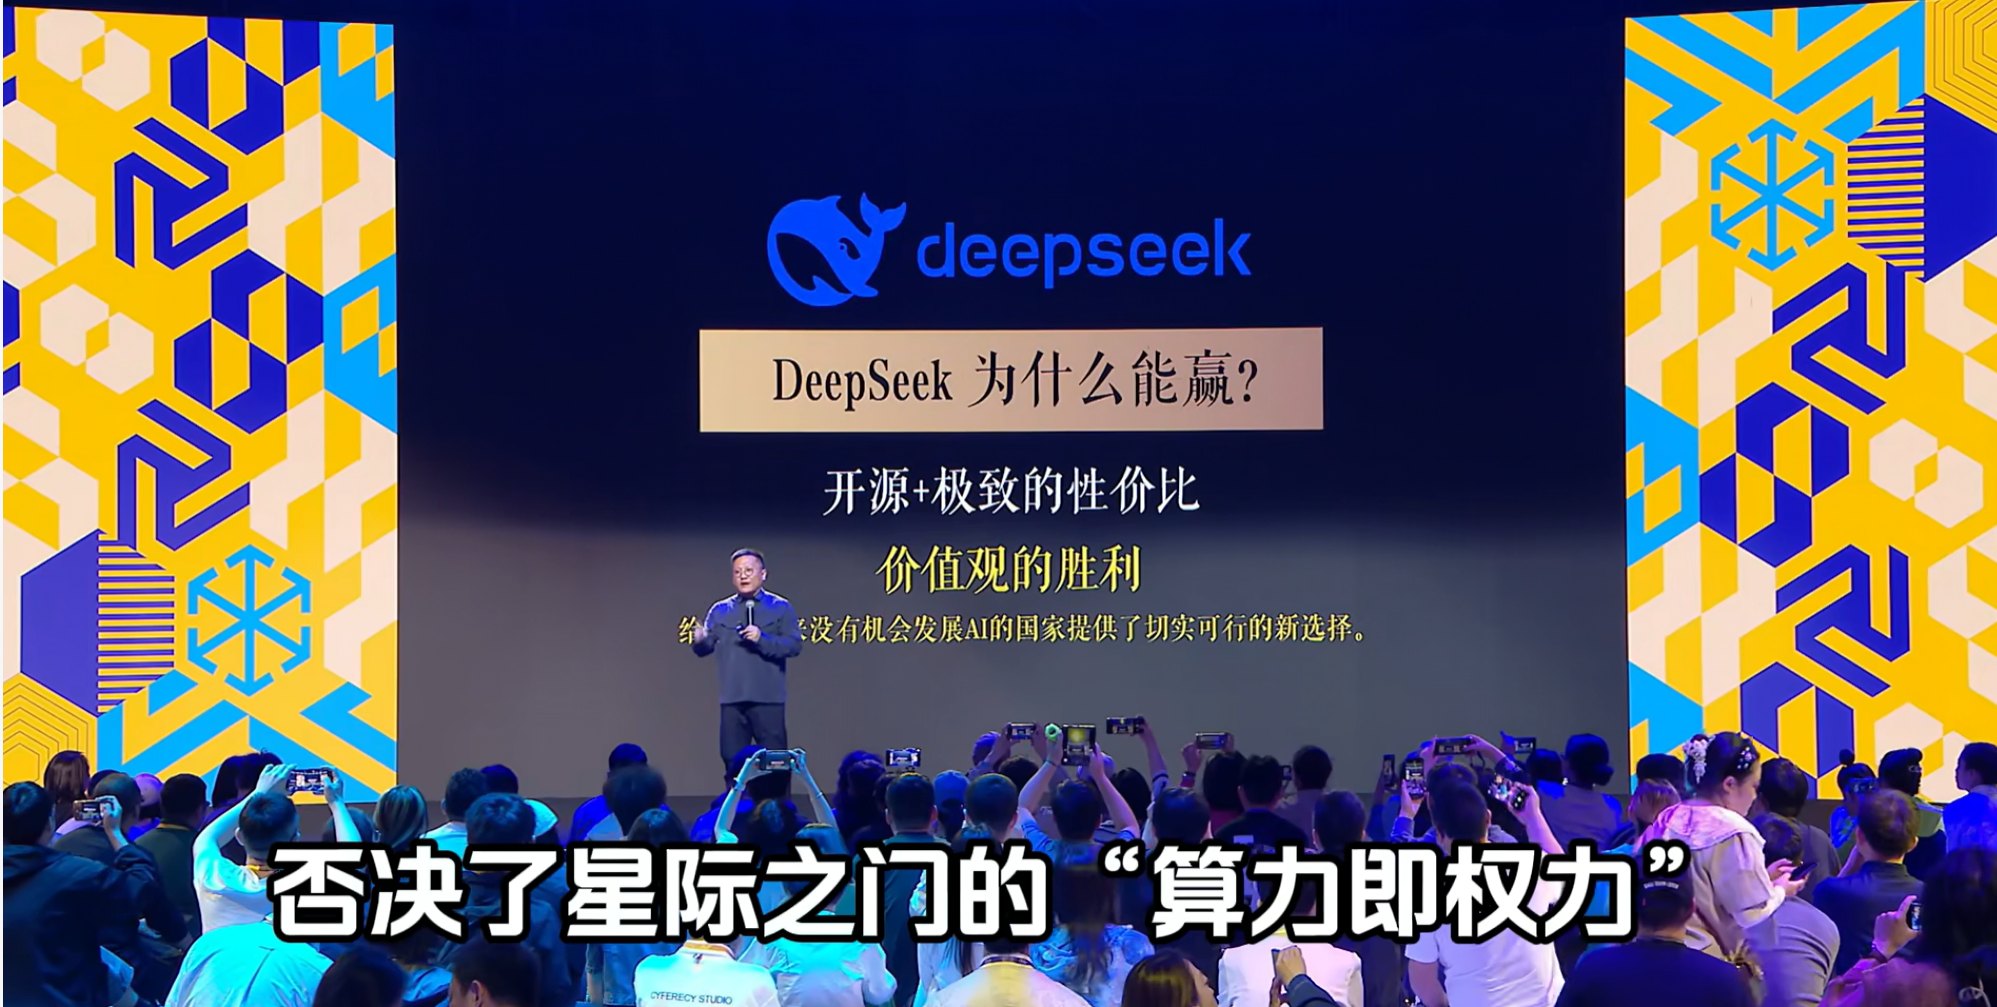 deepseek
DeepSeek 为什么能赢?
开源+极致的性价比
价值观的胜利
给
来没有机会发展AI的国家提供了切实可行的新选择。
否决了星际之门的“算力即权力”
CYFERECY STUDIO